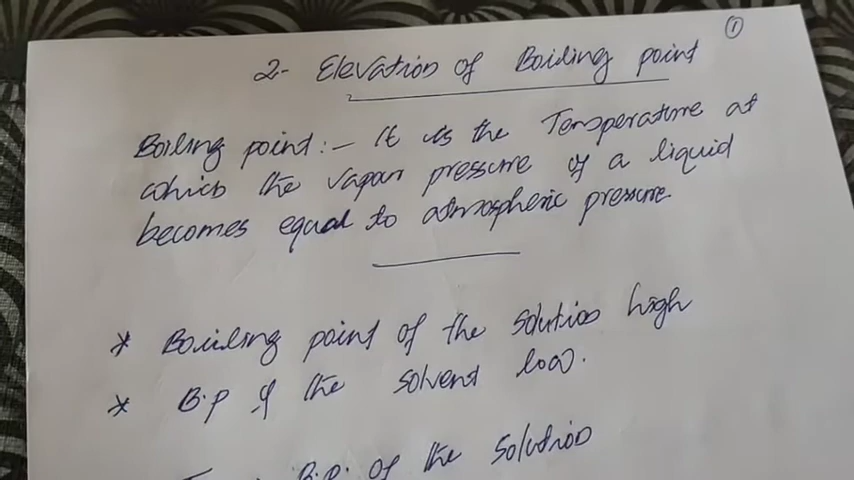 ①
2- Elevation of Boiling point
Boiling point:- It is the Temperature at
which the vapour pressure of a liquid
becomes equal to atmospheric pressure.
* Boiling point of the solution high
* B.p of the solvent low.
B.p. of the solution